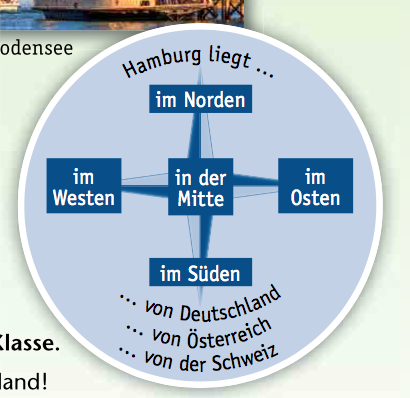 odensee
Hamburg liegt ...
im Norden
im
Westen
in der
Mitte
im
Osten
im Süden
... von Deutschland
... von Österreich
... von der Schweiz
Klasse.
land!